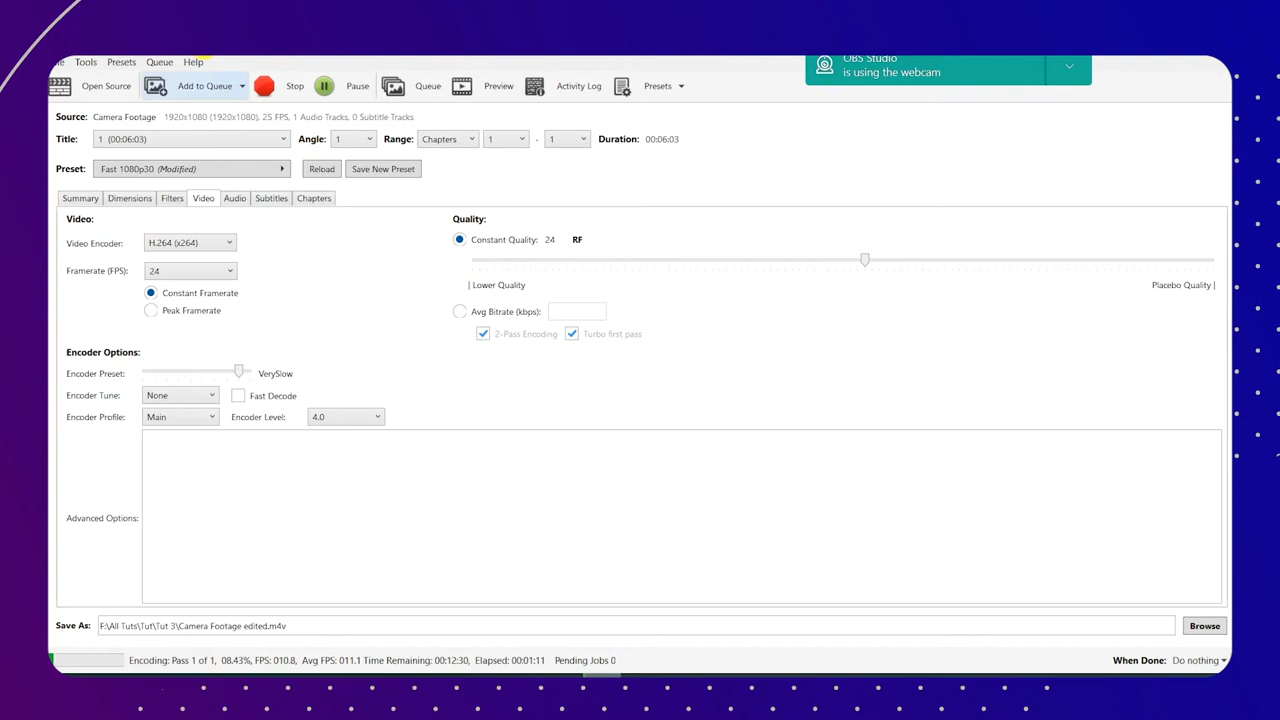 Tools Presets Queue Help
OBS Studio
is using the webcam
Open Source Add to Queue Stop Pause Queue Preview Activity Log Presets
Source: Camera Footage 1920x1080 (1920x1080), 25 FPS, 1 Audio Tracks, 0 Subtitle Tracks
Title: 1 (00:06:03) Angle: 1 Range: Chapters 1 - 1 Duration: 00:06:03
Preset: Fast 1080p30 (Modified) Reload Save New Preset
Summary Dimensions Filters Video Audio Subtitles Chapters
Video: Quality:
Video Encoder: H.264 (x264) Constant Quality: 24 RF
Framerate (FPS): 24
| Lower Quality Placebo Quality |
Constant Framerate
Peak Framerate Avg Bitrate (kbps):
2-Pass Encoding Turbo first pass
Encoder Options:
Encoder Preset: VerySlow
Encoder Tune: None Fast Decode
Encoder Profile: Main Encoder Level: 4.0
Advanced Options:
Save As: F:\All Tuts\Tut\Tut 3\Camera Footage edited.m4v Browse
Encoding: Pass 1 of 1, 08.43%, FPS: 010.8, Avg FPS: 011.1 Time Remaining: 00:12:30, Elapsed: 00:01:11 Pending Jobs 0 When Done: Do nothing